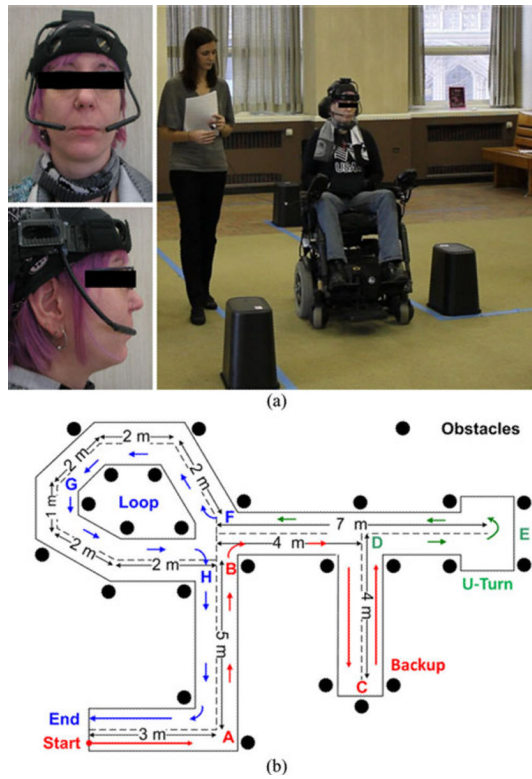 USA
(a)
Obstacles
2 m
2 m
2 m
G
1 m
Loop
F
7 m
E
4 m
D
2 m
2 m
H
B
U-Turn
5 m
4 m
Backup
C
End
Start
3 m
A
(b)